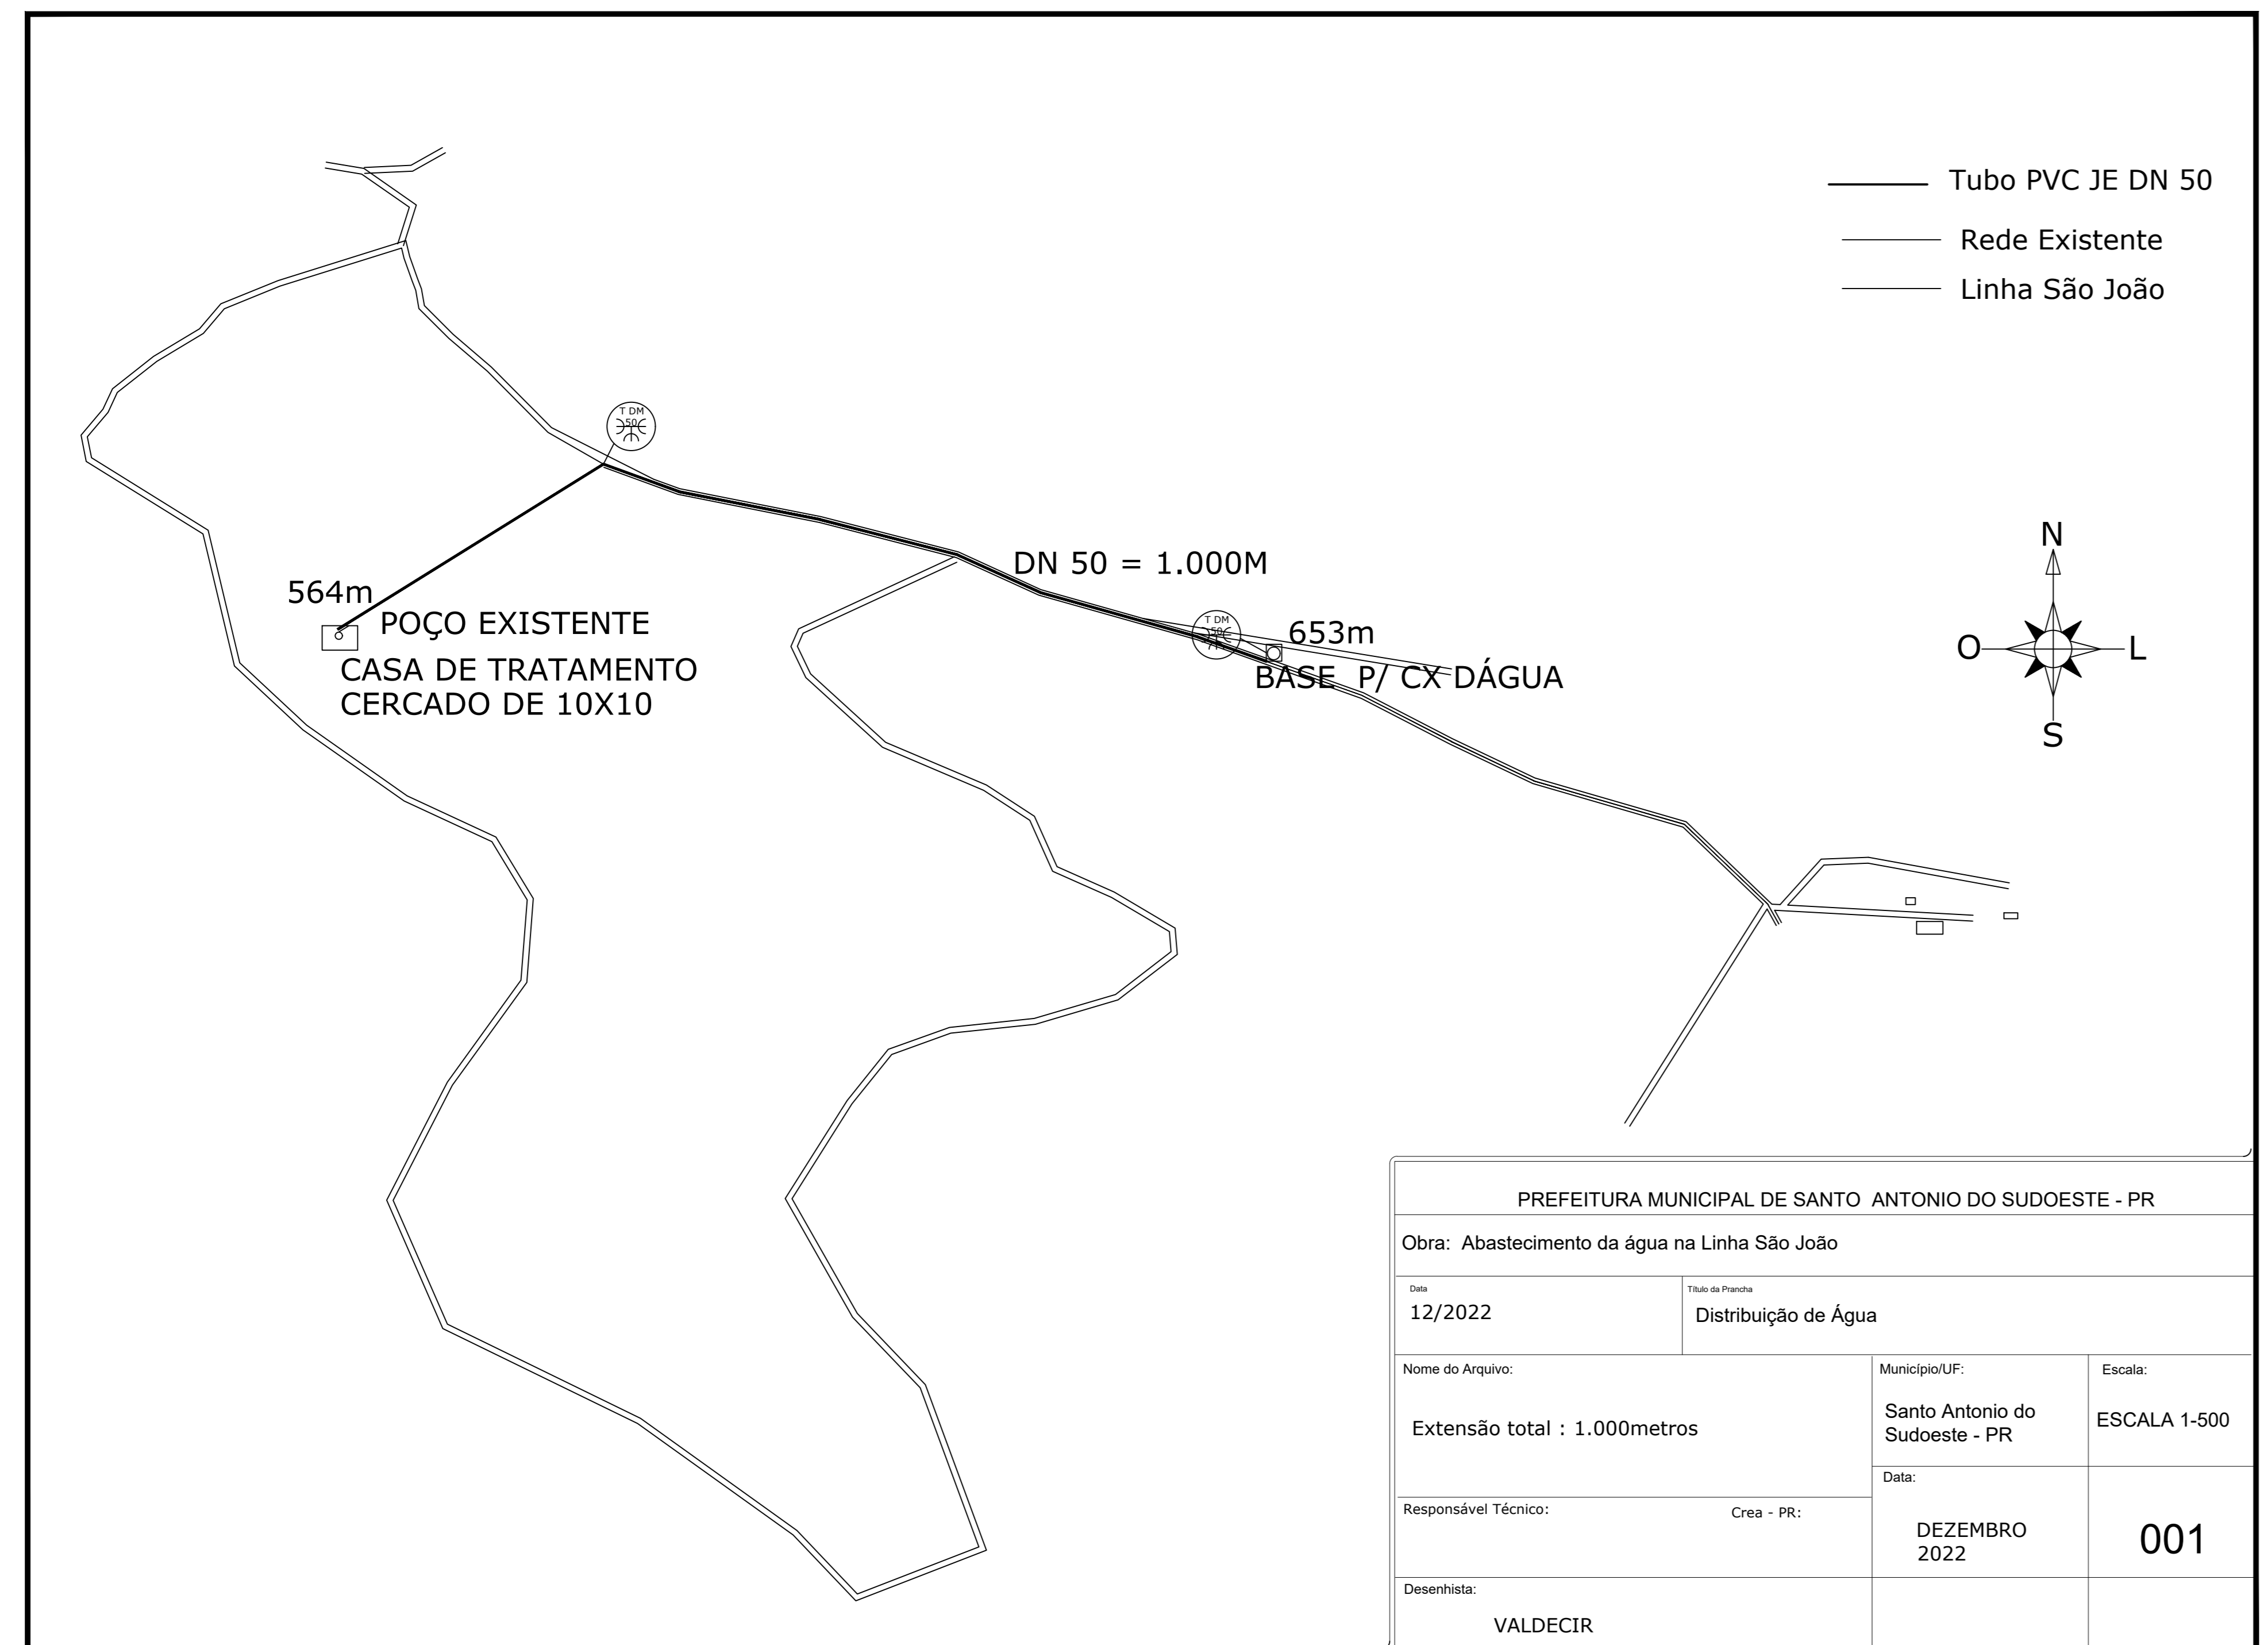 Tubo PVC JE DN 50
Rede Existente
Linha São João
T DM
50
DN 50 = 1.000M
N
O
L
S
564m
POÇO EXISTENTE
CASA DE TRATAMENTO
CERCADO DE 10X10
T DM
50
653m
BASE P/ CX DÁGUA
PREFEITURA MUNICIPAL DE SANTO ANTONIO DO SUDOESTE - PR
Obra: Abastecimento da água na Linha São João
Data
12/2022
Título da Prancha
Distribuição de Água
Nome do Arquivo:
Extensão total : 1.000metros
Município/UF:
Santo Antonio do
Sudoeste - PR
Escala:
ESCALA 1-500
Responsável Técnico:
Crea - PR:
Data:
DEZEMBRO
2022
001
Desenhista:
VALDECIR